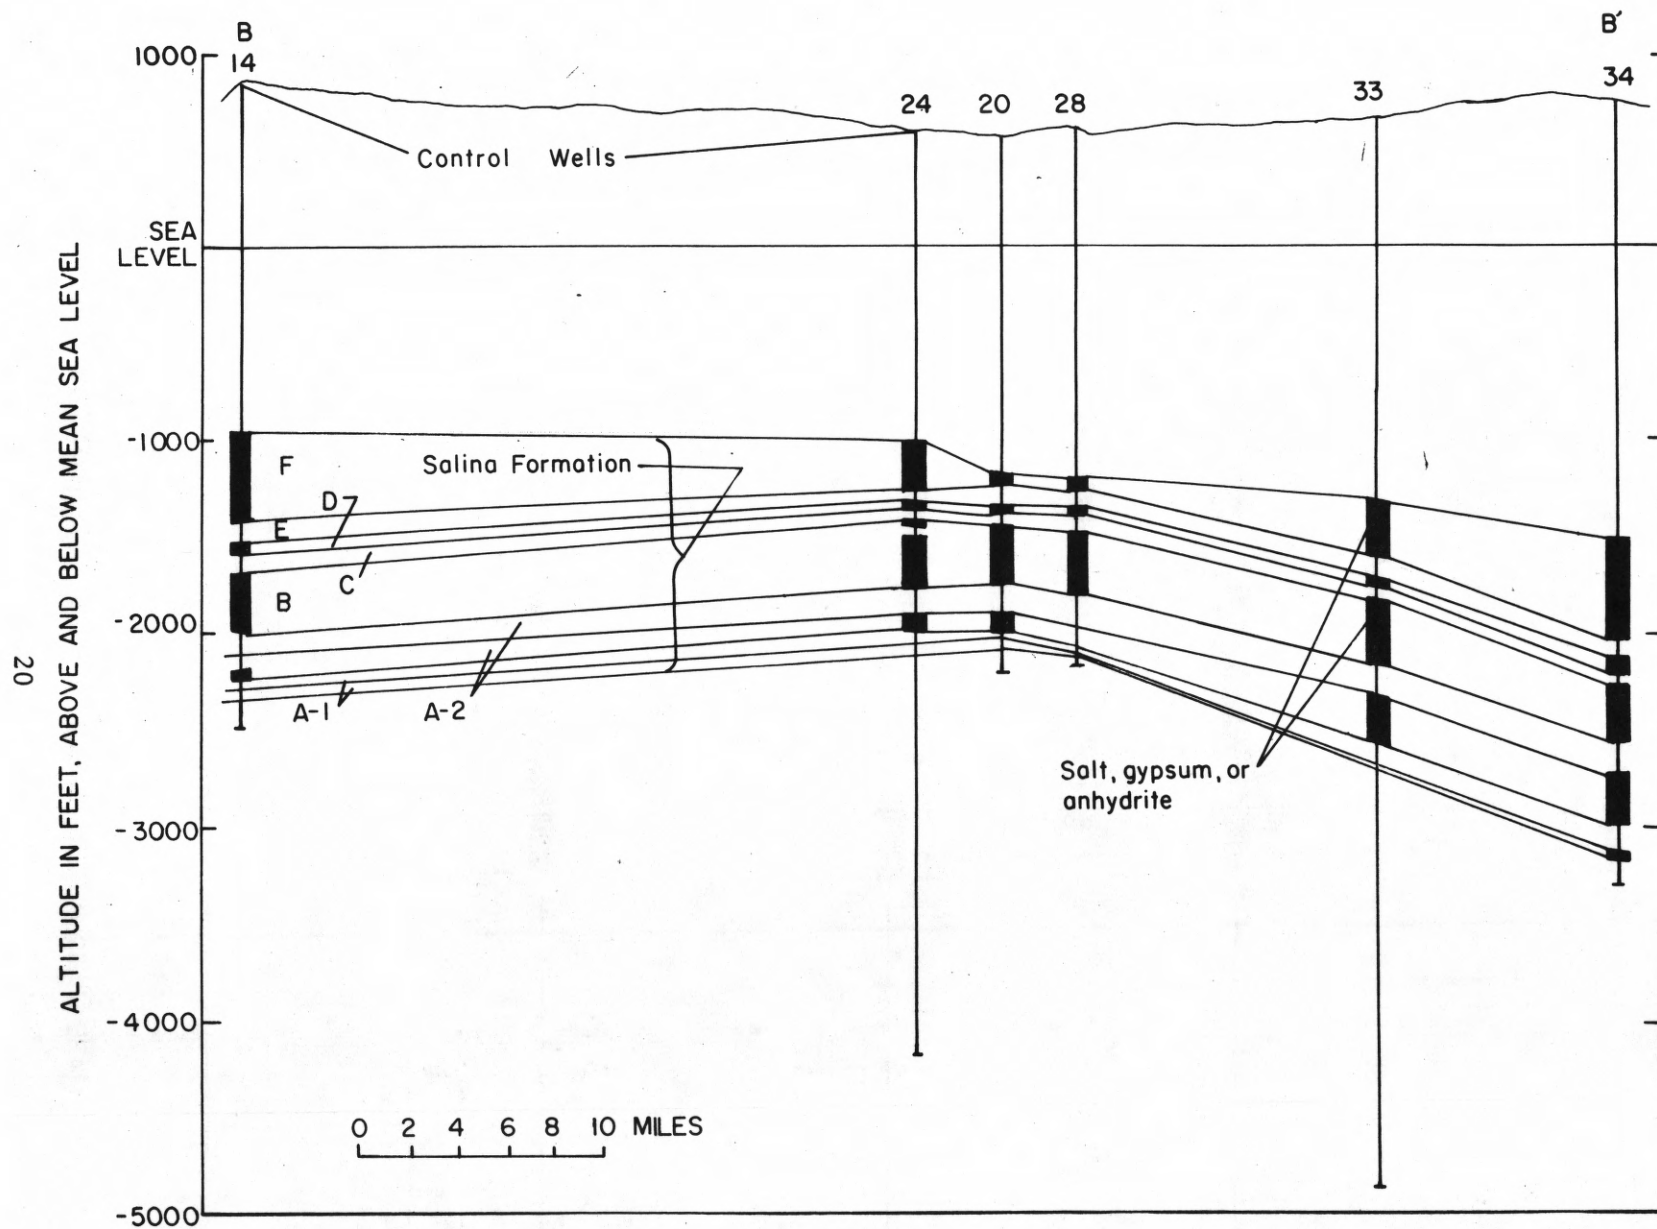 B
B′
1000
14
24
20
28
33
34
Control Wells
SEA
LEVEL
ALTITUDE IN FEET, ABOVE AND BELOW MEAN SEA LEVEL
-1000
F
Salina Formation
D
E
C
B
-2000
20
A-1
A-2
Salt, gypsum, or
anhydrite
-3000
-4000
0 2 4 6 8 10 MILES
-5000